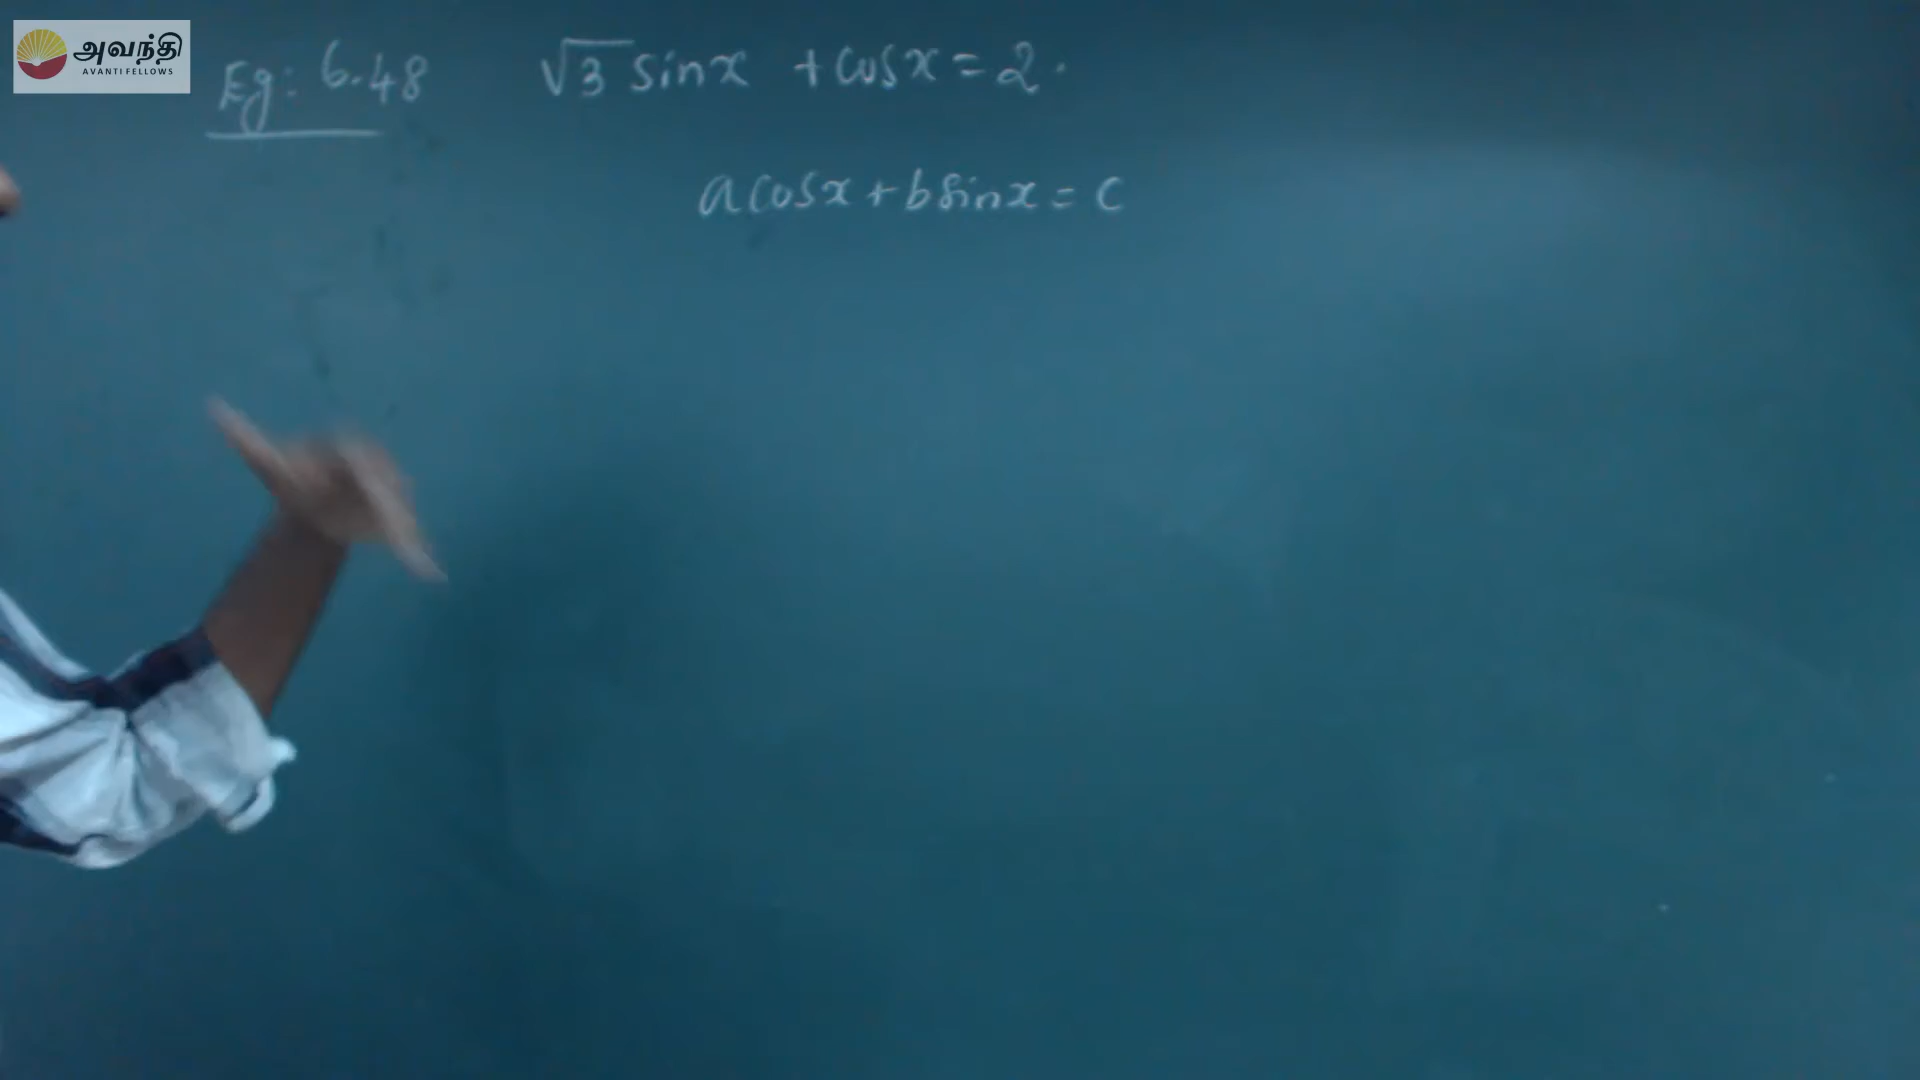 அவந்தி
AVANTI FELLOWS
Eg: 6.48 √3 sinx + cosx = 2.
a cosx + b sinx = c